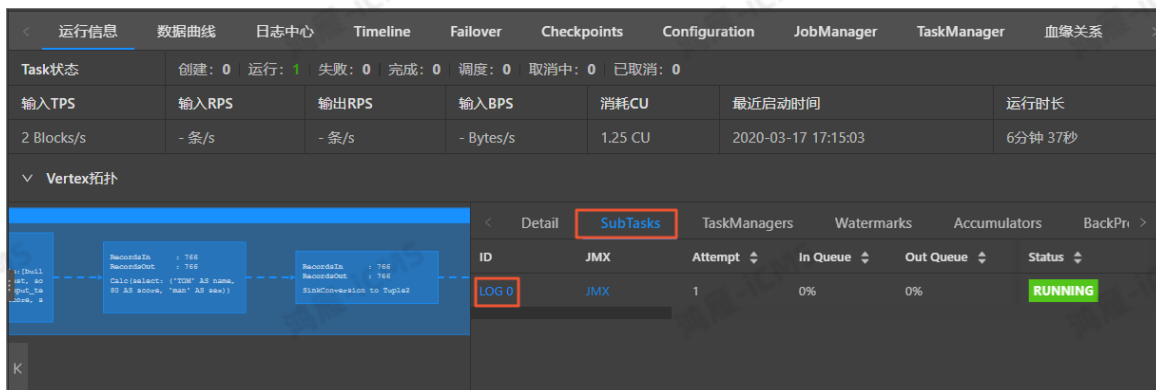 运行信息 数据曲线 日志中心 Timeline Failover Checkpoints Configuration JobManager TaskManager 血缘关系
Task状态 创建: 0 运行: 1 失败: 0 完成: 0 调度: 0 取消中: 0 已取消: 0
输入TPS 输入RPS 输出RPS 输入BPS 消耗CU 最近启动时间 运行时长
2 Blocks/s - 条/s - 条/s - Bytes/s 1.25 CU 2020-03-17 17:15:03 6分钟 37秒
Vertex拓扑
Detail SubTasks TaskManagers Watermarks Accumulators BackPr
ID JMX Attempt In Queue Out Queue Status
LOG 0 JMX 1 0% 0% RUNNING
RecordsIn : 766
RecordsOut : 766
Calc(select: ('TOM' AS name,
80 AS score, 'man' AS sex))
RecordsIn : 766
RecordsOut : 766
SinkConversion to Tuple2